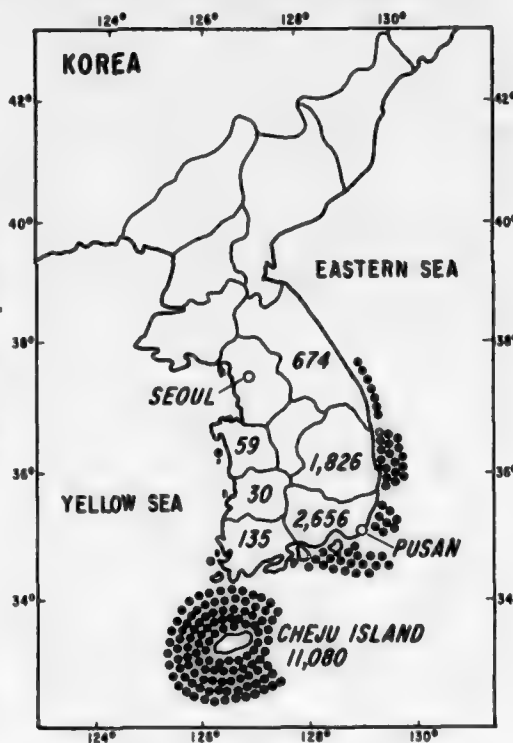 126° 128° 130°
KOREA
42° 42°
40° 40°
EASTERN SEA
38° 38°
674
SEOUL
59
1,826
36° 36°
30
YELLOW SEA
2,656
135
PUSAN
34° 34°
CHEJU ISLAND
11,080
124° 126° 128° 130°